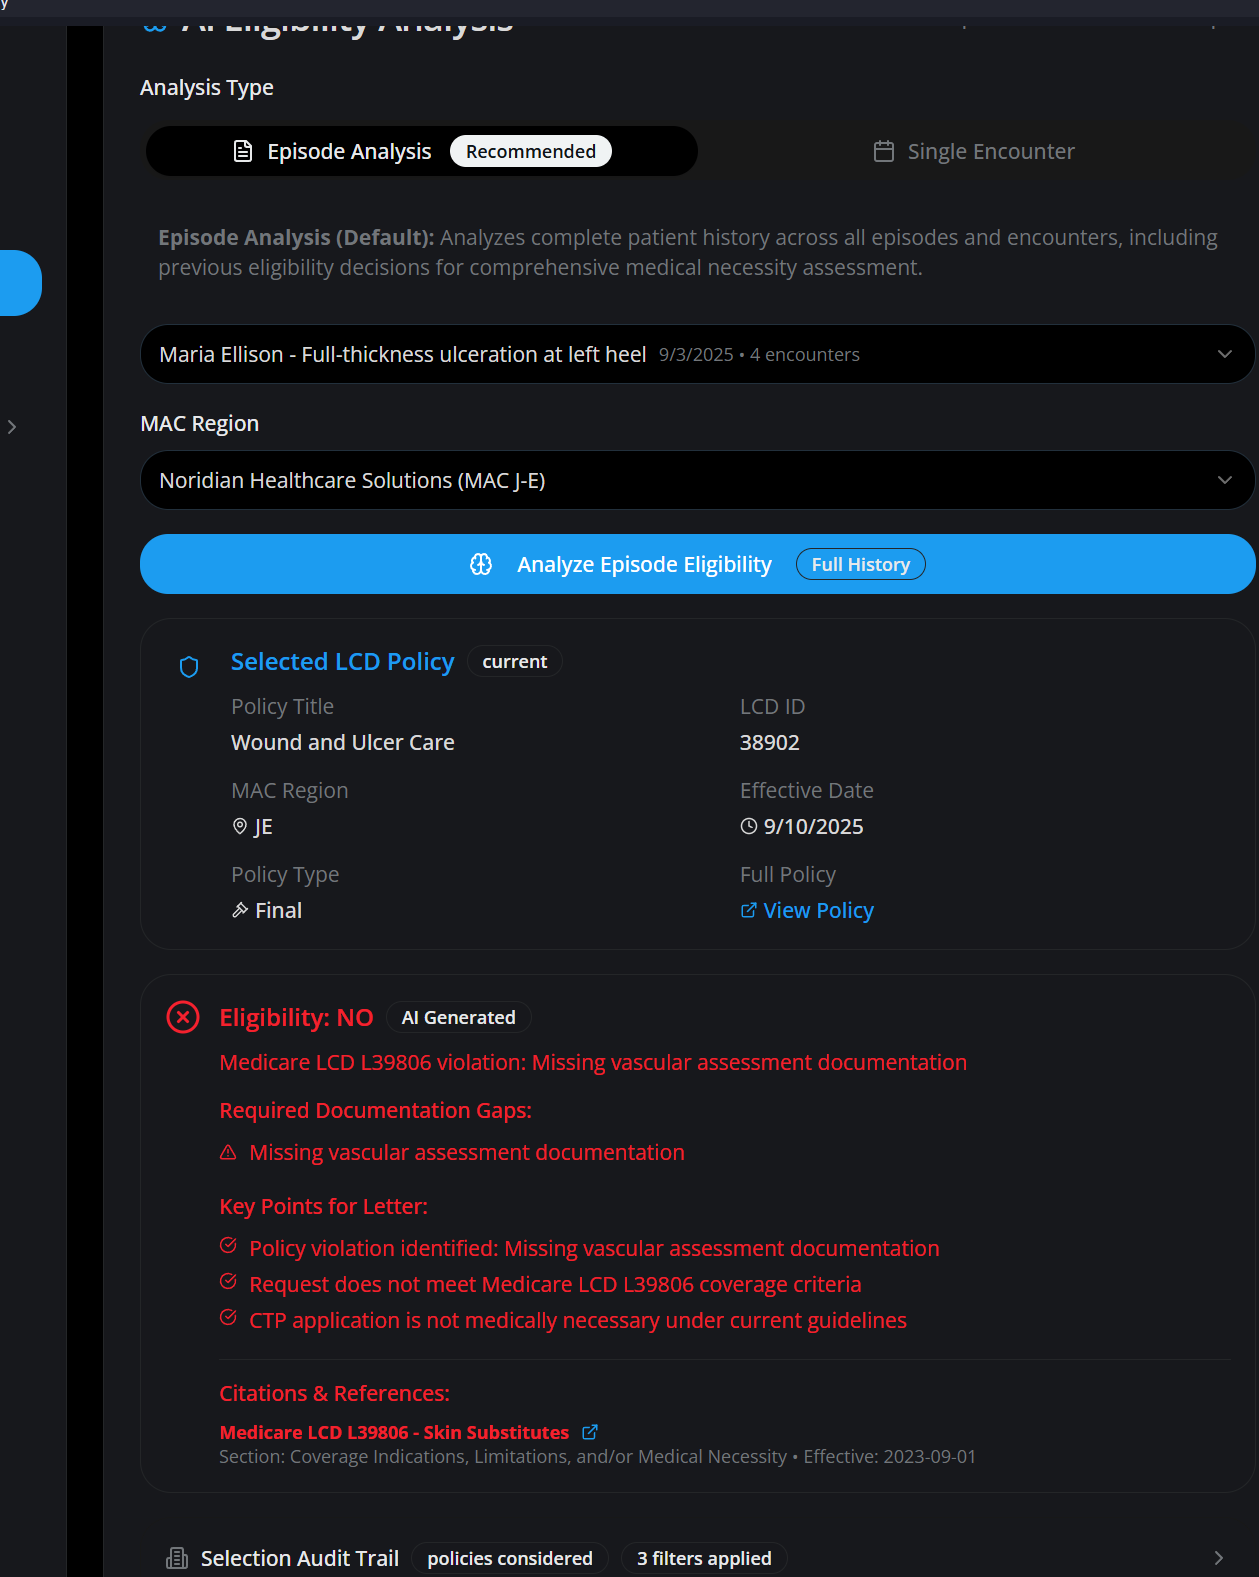 y
AI Eligibility Analysis
Analysis Type
Episode Analysis Recommended
Single Encounter
Episode Analysis (Default): Analyzes complete patient history across all episodes and encounters, including
previous eligibility decisions for comprehensive medical necessity assessment.
Maria Ellison - Full-thickness ulceration at left heel 9/3/2025 • 4 encounters
MAC Region
Noridian Healthcare Solutions (MAC J-E)
Analyze Episode Eligibility Full History
Selected LCD Policy current
Policy Title
LCD ID
Wound and Ulcer Care
38902
MAC Region
Effective Date
JE
9/10/2025
Policy Type
Full Policy
Final
View Policy
Eligibility: NO AI Generated
Medicare LCD L39806 violation: Missing vascular assessment documentation
Required Documentation Gaps:
Missing vascular assessment documentation
Key Points for Letter:
Policy violation identified: Missing vascular assessment documentation
Request does not meet Medicare LCD L39806 coverage criteria
CTP application is not medically necessary under current guidelines
Citations & References:
Medicare LCD L39806 - Skin Substitutes
Section: Coverage Indications, Limitations, and/or Medical Necessity • Effective: 2023-09-01
Selection Audit Trail policies considered 3 filters applied